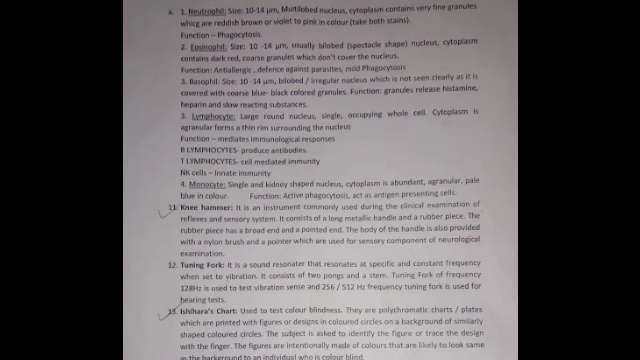 a. 1. Neutrophil: Size: 10-14 µm, Multilobed nucleus, cytoplasm contains very fine granules
whicg are reddish brown or violet to pink in colour (take both stains).
Function – Phagocytosis.
2. Eosinophil: Size: 10 -14 µm, usually bilobed (spectacle shape) nucleus, cytoplasm
contains dark red, coarse granules which don't cover the nucleus.
Function: Antiallergic , defence against parasites, mild Phagocytosis
3. Basophil: Size: 10 -14 µm, bilobed / irregular nucleus which is not seen clearly as it is
covered with coarse blue- black colored granules. Function: granules release histamine,
heparin and slow reacting substances.
3. Lymphocyte: Large round nucleus, single, occupying whole cell. Cytoplasm is
agranular forms a thin rim surrounding the nucleus
Function – mediates immunological responses
B LYMPHOCYTES- produce antibodies.
T LYMPHOCYTES- cell mediated immunity
NK cells – Innate immunity
4. Monocyte: Single and kidney shaped nucleus, cytoplasm is abundant, agranular, pale
blue in colour. Function: Active phagocytosis, act as antigen presenting cells.
11. Knee hammer: It is an instrument commonly used during the clinical examination of
reflexes and sensory system. It consists of a long metallic handle and a rubber piece. The
rubber piece has a broad end and a pointed end. The body of the handle is also provided
with a nylon brush and a pointer which are used for sensory component of neurological
examination.
12. Tuning Fork: It is a sound resonater that resonates at specific and constant frequency
when set to vibration. It consists of two pongs and a stem. Tuning Fork of frequency
128Hz is used to test vibration sense and 256 / 512 Hz frequency tuning fork is used for
hearing tests.
13. Ishihara's Chart: Used to test colour blindness. They are polychromatic charts / plates
which are printed with figures or designs in coloured circles on a background of similarly
shaped coloured circles. The subject is asked to identify the figure or trace the design
with the finger. The figures are intentionally made of colours that are likely to look same
as the background to an individual who is colour blind.